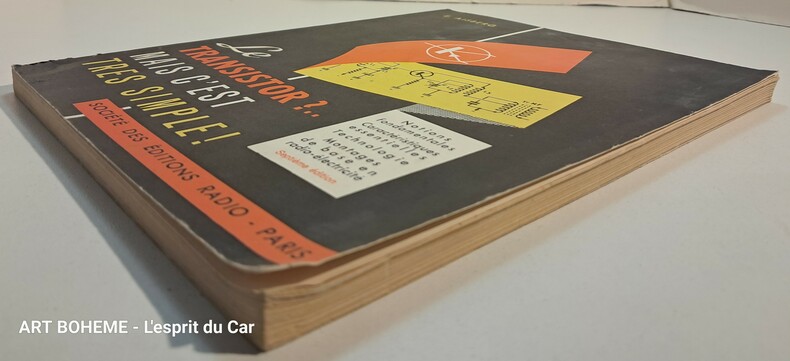 E. AISBERG
Le
TRANSISTOR?..
MAIS C'EST
TRÈS SIMPLE!
Notions
fondamentales
Caractéristiques
essentielles
Technologie
Montages
de base en
radio-électricité
Septième édition
SOCIÉTÉ DES ÉDITIONS RADIO - PARIS
ART BOHEME - L'esprit du Car